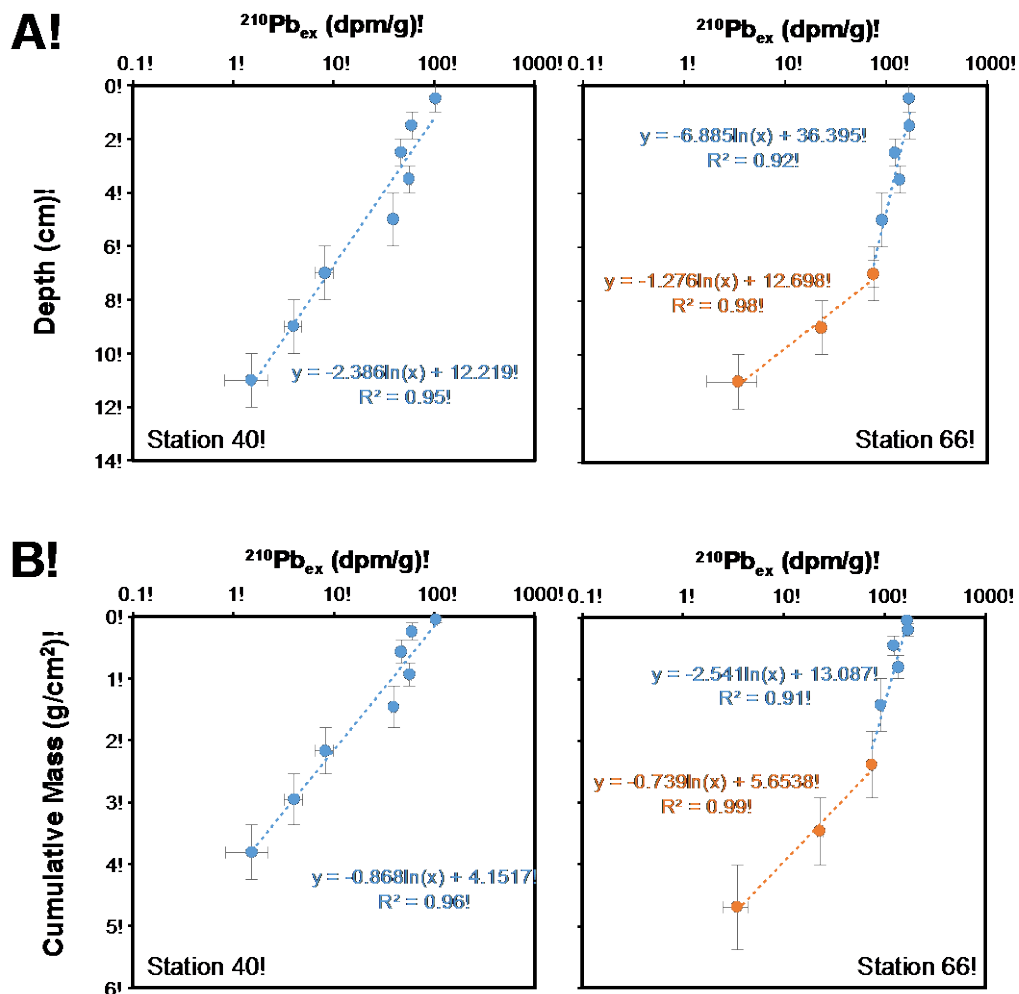 A!
²¹⁰Pbₑₓ (dpm/g)!
0.1! 1! 10! 100! 1000!
0!
2!
4!
6!
8!
10!
12!
14!
Depth (cm)!
y = -2.386ln(x) + 12.219!
R² = 0.95!
Station 40!
²¹⁰Pbₑₓ (dpm/g)!
0.1! 1! 10! 100! 1000!
y = -6.885ln(x) + 36.395!
R² = 0.92!
y = -1.276ln(x) + 12.698!
R² = 0.98!
Station 66!
B!
²¹⁰Pbₑₓ (dpm/g)!
0.1! 1! 10! 100! 1000!
0!
1!
2!
3!
4!
5!
6!
Cumulative Mass (g/cm²)!
y = -0.868ln(x) + 4.1517!
R² = 0.96!
Station 40!
²¹⁰Pbₑₓ (dpm/g)!
0.1! 1! 10! 100! 1000!
y = -2.541ln(x) + 13.087!
R² = 0.91!
y = -0.739ln(x) + 5.6538!
R² = 0.99!
Station 66!